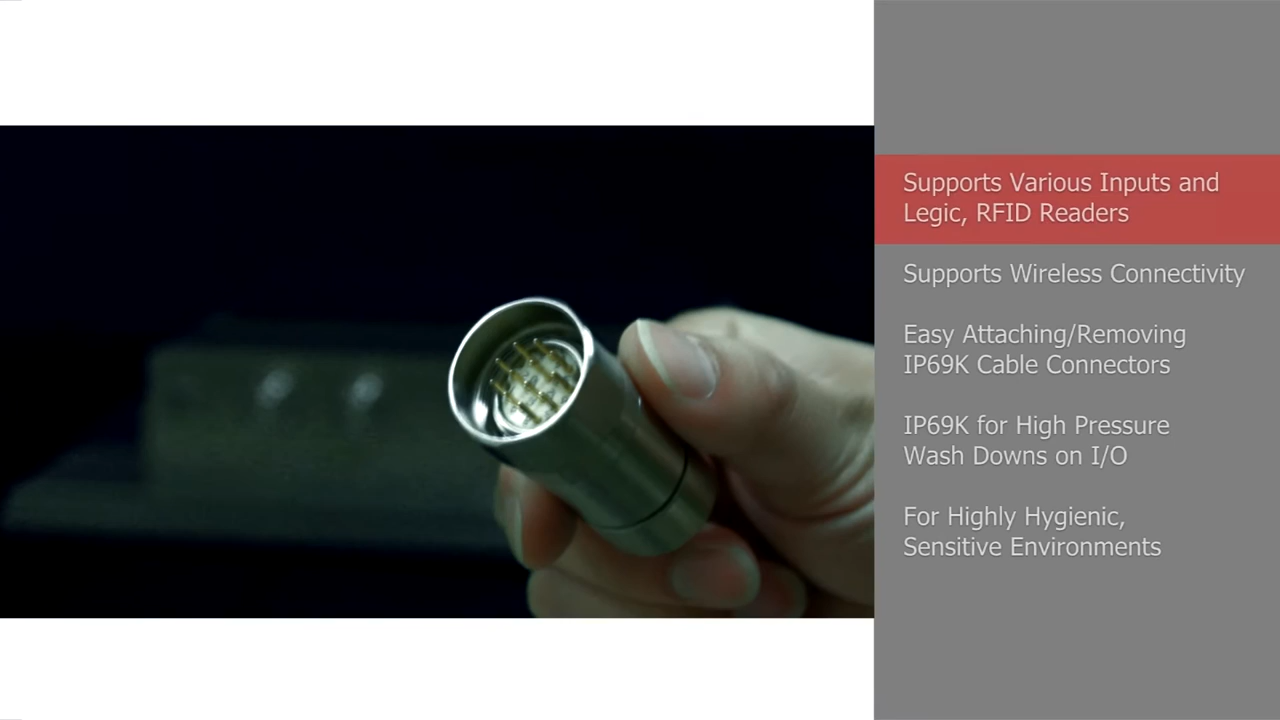 Supports Various Inputs and
Legic, RFID Readers
Supports Wireless Connectivity
Easy Attaching/Removing
IP69K Cable Connectors
IP69K for High Pressure
Wash Downs on I/O
For Highly Hygienic,
Sensitive Environments